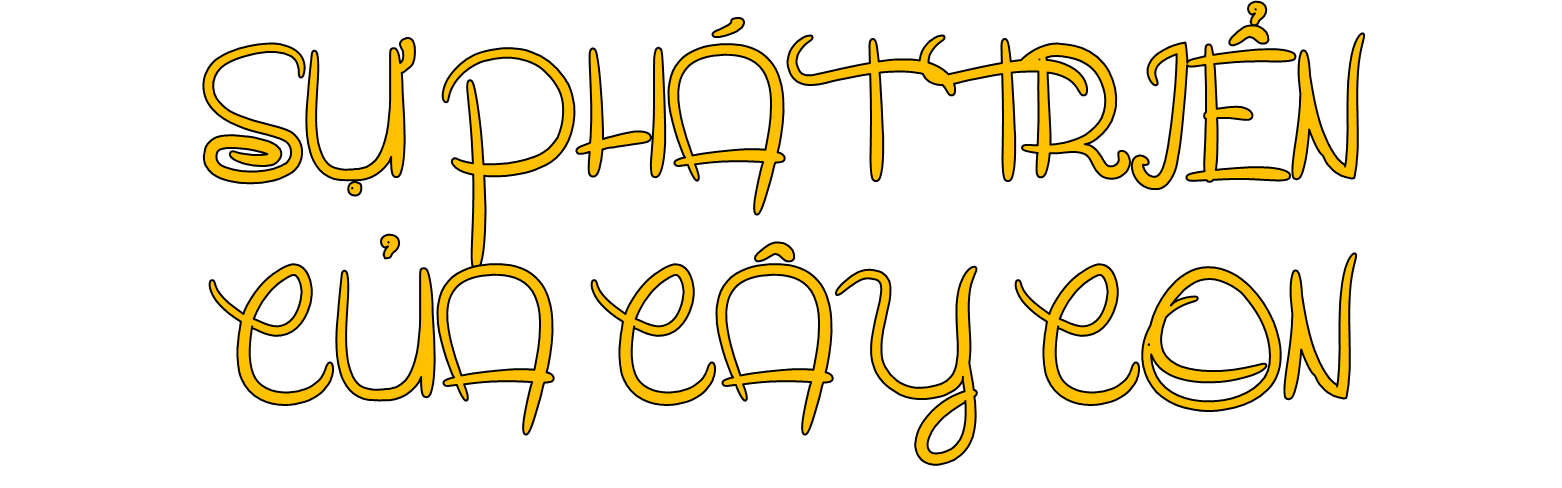 SỰ PHÁT TRIỂN
CỦA CÂY CON